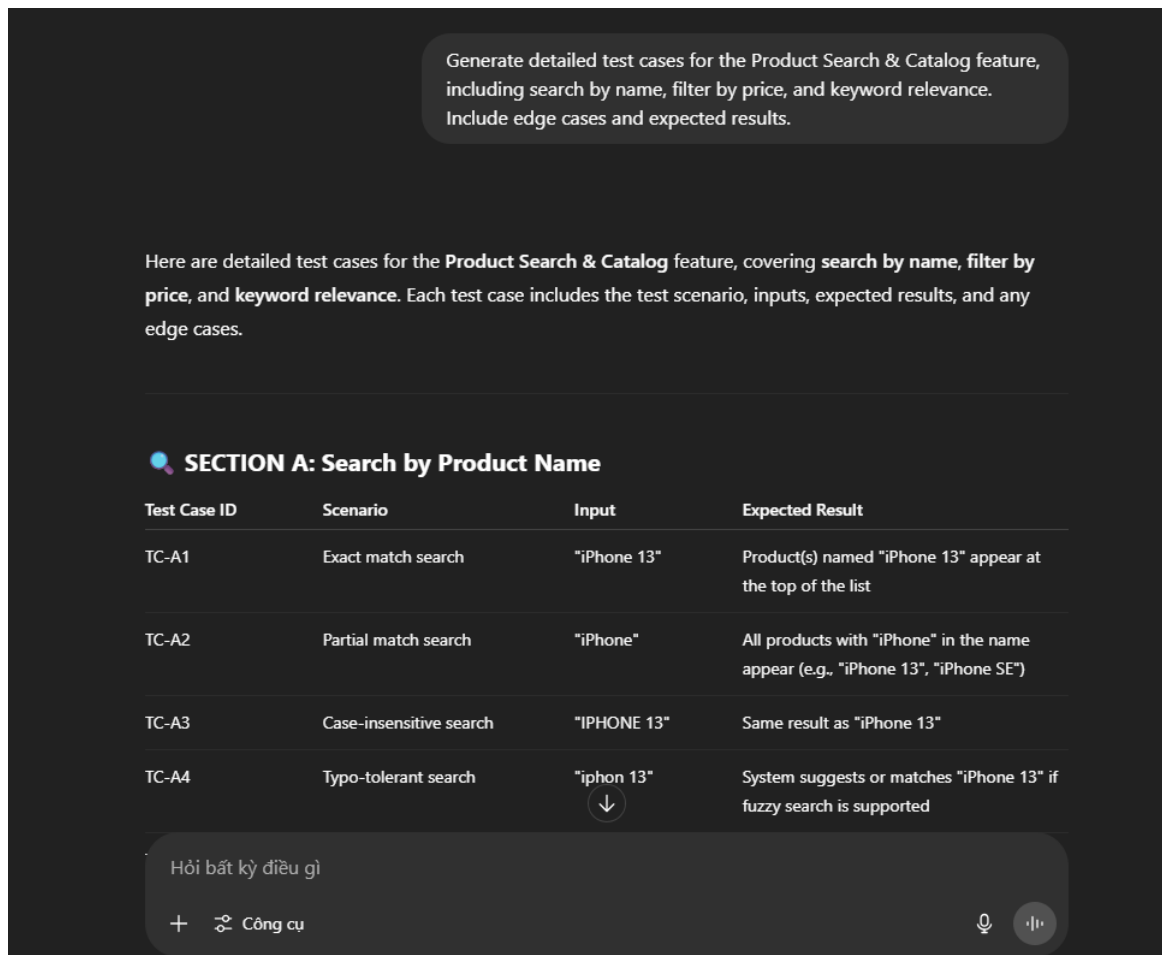 Generate detailed test cases for the Product Search & Catalog feature,
including search by name, filter by price, and keyword relevance.
Include edge cases and expected results.
Here are detailed test cases for the Product Search & Catalog feature, covering search by name, filter by
price, and keyword relevance. Each test case includes the test scenario, inputs, expected results, and any
edge cases.
SECTION A: Search by Product Name
Test Case ID Scenario Input Expected Result
TC-A1 Exact match search "iPhone 13" Product(s) named "iPhone 13" appear at
the top of the list
TC-A2 Partial match search "iPhone" All products with "iPhone" in the name
appear (e.g., "iPhone 13", "iPhone SE")
TC-A3 Case-insensitive search "IPHONE 13" Same result as "iPhone 13"
TC-A4 Typo-tolerant search "iphon 13" System suggests or matches "iPhone 13" if
fuzzy search is supported
Hỏi bất kỳ điều gì
Công cụ